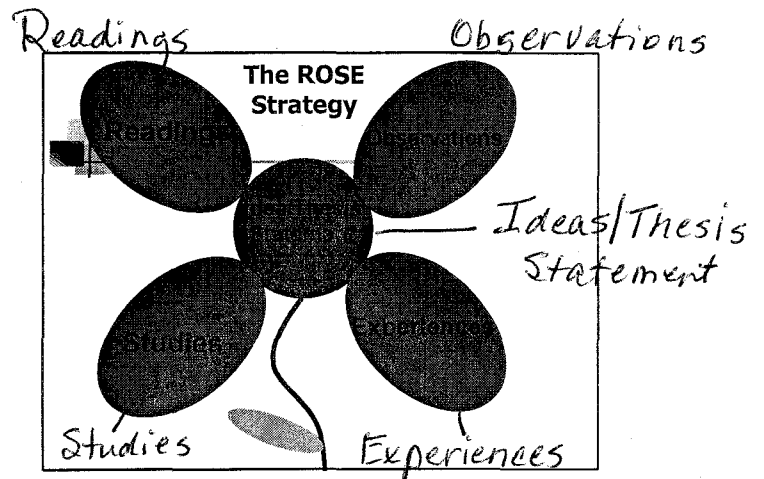 Readings
Observations
The ROSE
Strategy
Readings
Observations
Ideas/Thesis
Statement
Studies
Experiences
Studies
Experiences